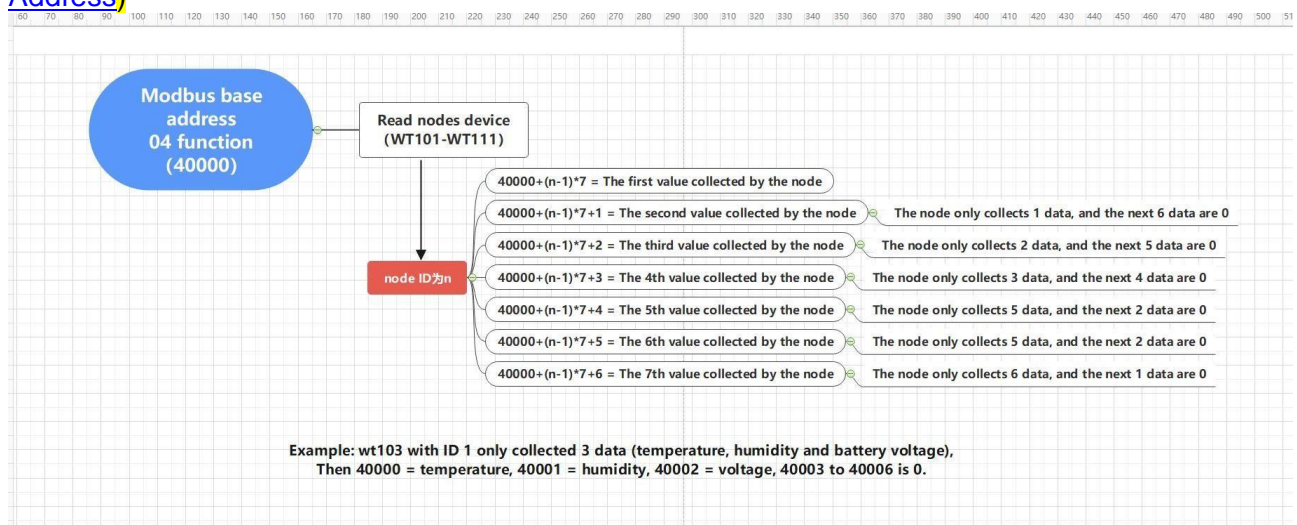 Address)
60 70 80 90 100 110 120 130 140 150 160 170 180 190 200 210 220 230 240 250 260 270 280 290 300 310 320 330 340 350 360 370 380 390 400 410 420 430 440 450 460 470 480 490 500 51
Modbus base
address
04 function
(40000)
Read nodes device
(WT101-WT111)
node ID为n
40000+(n-1)*7 = The first value collected by the node
40000+(n-1)*7+1 = The second value collected by the node
The node only collects 1 data, and the next 6 data are 0
40000+(n-1)*7+2 = The third value collected by the node
The node only collects 2 data, and the next 5 data are 0
40000+(n-1)*7+3 = The 4th value collected by the node
The node only collects 3 data, and the next 4 data are 0
40000+(n-1)*7+4 = The 5th value collected by the node
The node only collects 5 data, and the next 2 data are 0
40000+(n-1)*7+5 = The 6th value collected by the node
The node only collects 5 data, and the next 2 data are 0
40000+(n-1)*7+6 = The 7th value collected by the node
The node only collects 6 data, and the next 1 data are 0
Example: wt103 with ID 1 only collected 3 data (temperature, humidity and battery voltage),
Then 40000 = temperature, 40001 = humidity, 40002 = voltage, 40003 to 40006 is 0.